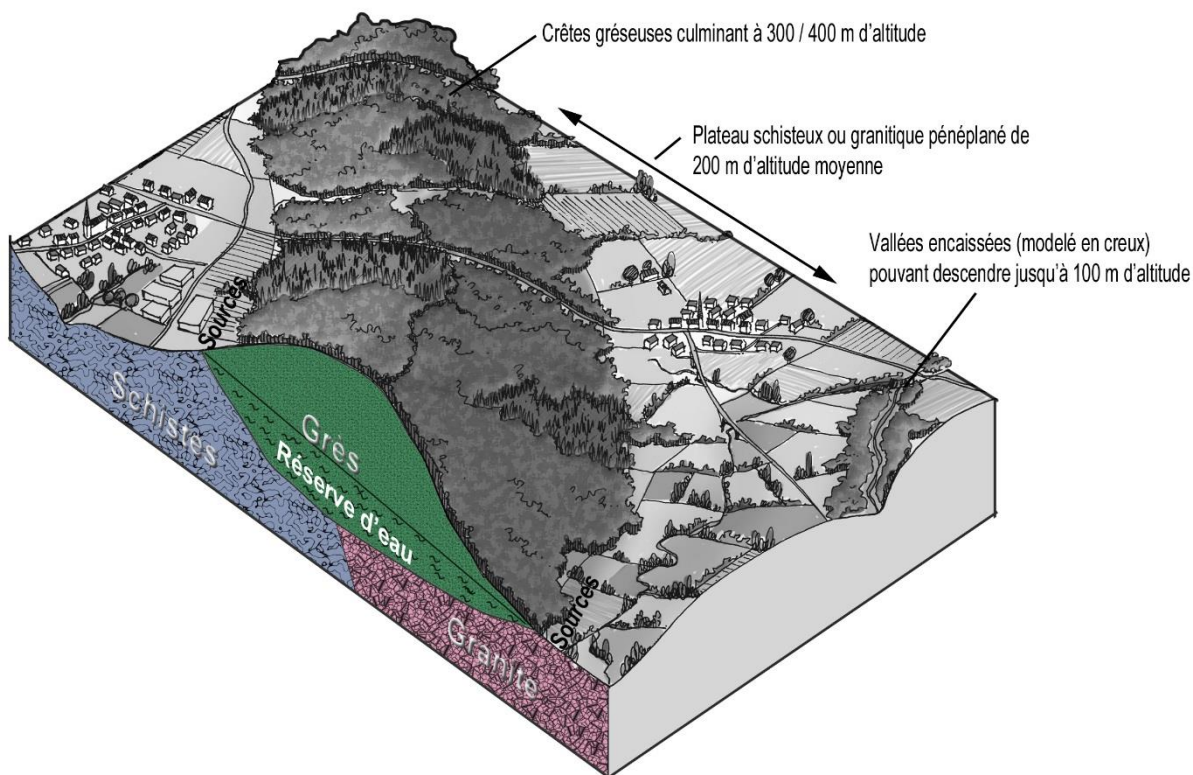 Crêtes gréseuses culminant à 300 / 400 m d'altitude
Plateau schisteux ou granitique pénéplané de
200 m d'altitude moyenne
Vallées encaissées (modelé en creux)
pouvant descendre jusqu'à 100 m d'altitude
Sources
Schistes
Grès
Réserve d'eau
Sources
Granite